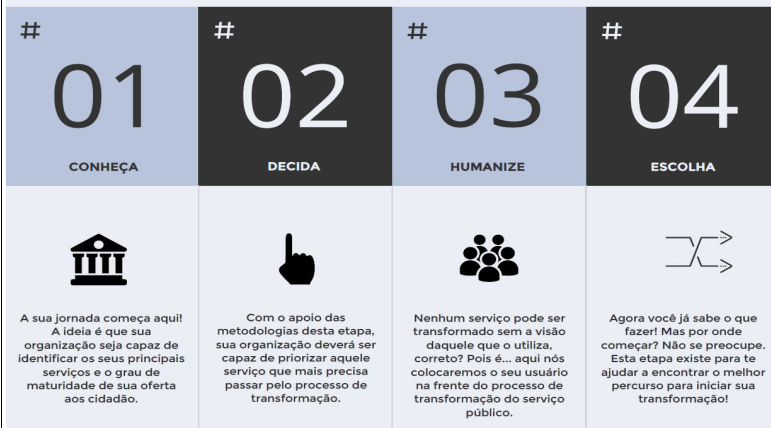 #
01
CONHEÇA
A sua jornada começa aqui!
A ideia é que sua
organização seja capaz de
identificar os seus principais
serviços e o grau de
maturidade de sua oferta
aos cidadão.
#
02
DECIDA
Com o apoio das
metodologias desta etapa,
sua organização deverá ser
capaz de priorizar aquele
serviço que mais precisa
passar pelo processo de
transformação.
#
03
HUMANIZE
Nenhum serviço pode ser
transformado sem a visão
daquele que o utiliza,
correto? Pois é... aqui nós
colocaremos o seu usuário
na frente do processo de
transformação do serviço
público.
#
04
ESCOLHA
Agora você já sabe o que
fazer! Mas por onde
começar? Não se preocupe.
Esta etapa existe para te
ajudar a encontrar o melhor
percurso para iniciar sua
transformação!